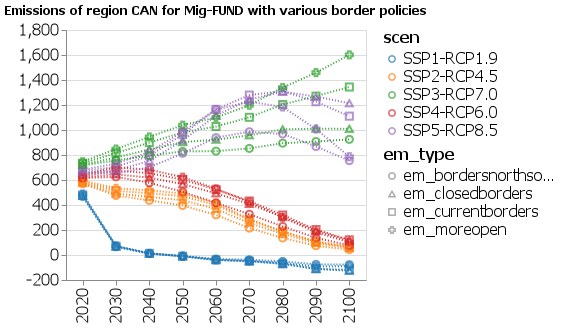 Emissions of region CAN for Mig-FUND with various border policies
1,800
1,600
1,400
1,200
1,000
800
600
400
200
0
-200
2020
2030
2040
2050
2060
2070
2080
2090
2100
scen
SSP1-RCP1.9
SSP2-RCP4.5
SSP3-RCP7.0
SSP4-RCP6.0
SSP5-RCP8.5
em_type
em_bordersnorthso...
em_closedborders
em_currentborders
em_moreopen